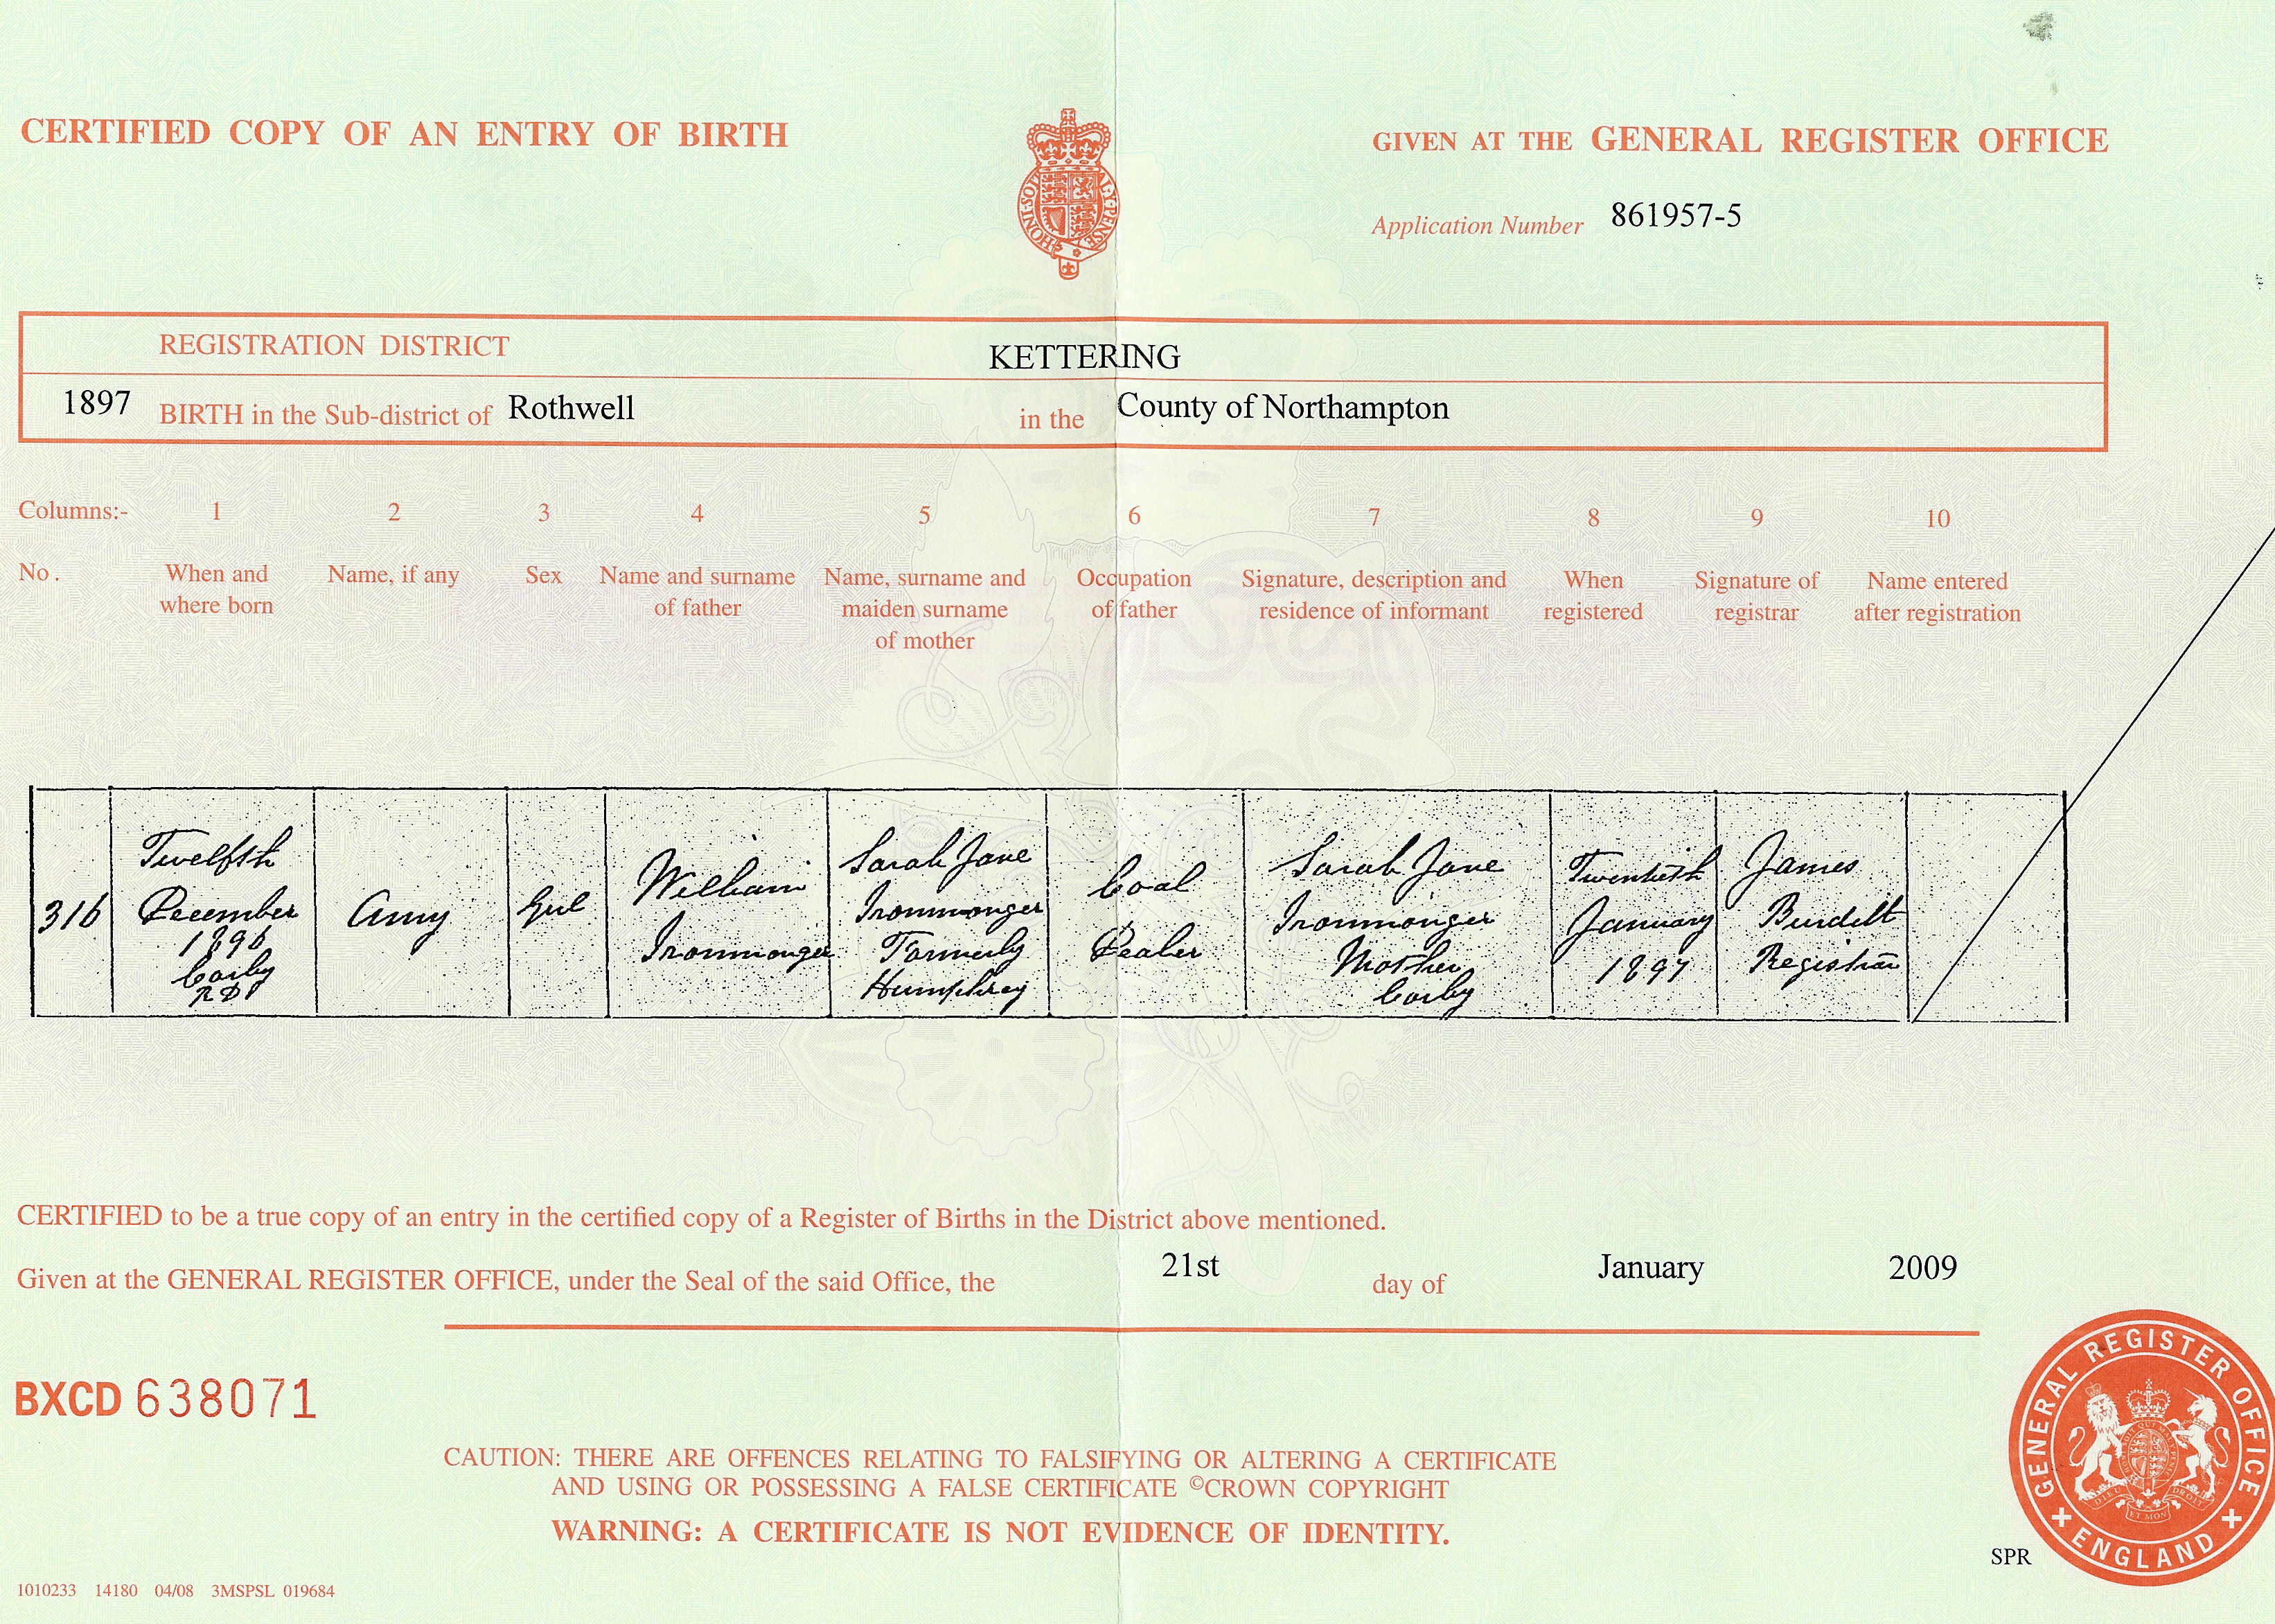 CERTIFIED COPY OF AN ENTRY OF BIRTH
GIVEN AT THE GENERAL REGISTER OFFICE
HONI·SOIT
MAL·Y·PENSE
Application Number 861957-5
REGISTRATION DISTRICT KETTERING
1897 BIRTH in the Sub-district of Rothwell in the County of Northampton
Columns:- 1 2 3 4 5 6 7 8 9 10
No. When and Name, if any Sex Name and surname Name, surname and Occupation Signature, description and When Signature of Name entered
where born of father maiden surname of father residence of informant registered registrar after registration
of mother
316
Twelfth
December
1896
Corby
RD
Amy
Girl
William
Ironmonger
Sarah Jane
Ironmonger
Formerly
Humphrey
Coal
Dealer
Sarah Jane
Ironmonger
Mother
Corby
Twentieth
January
1897
James
Burdett
Registrar
CERTIFIED to be a true copy of an entry in the certified copy of a Register of Births in the District above mentioned.
Given at the GENERAL REGISTER OFFICE, under the Seal of the said Office, the 21st day of January 2009
BXCD 638071
CAUTION: THERE ARE OFFENCES RELATING TO FALSIFYING OR ALTERING A CERTIFICATE
AND USING OR POSSESSING A FALSE CERTIFICATE ©CROWN COPYRIGHT
WARNING: A CERTIFICATE IS NOT EVIDENCE OF IDENTITY.
GENERAL REGISTER OFFICE
ENGLAND
DIEU ET MON DROIT
SPR
1010233 14180 04/08 3MSPSL 019684